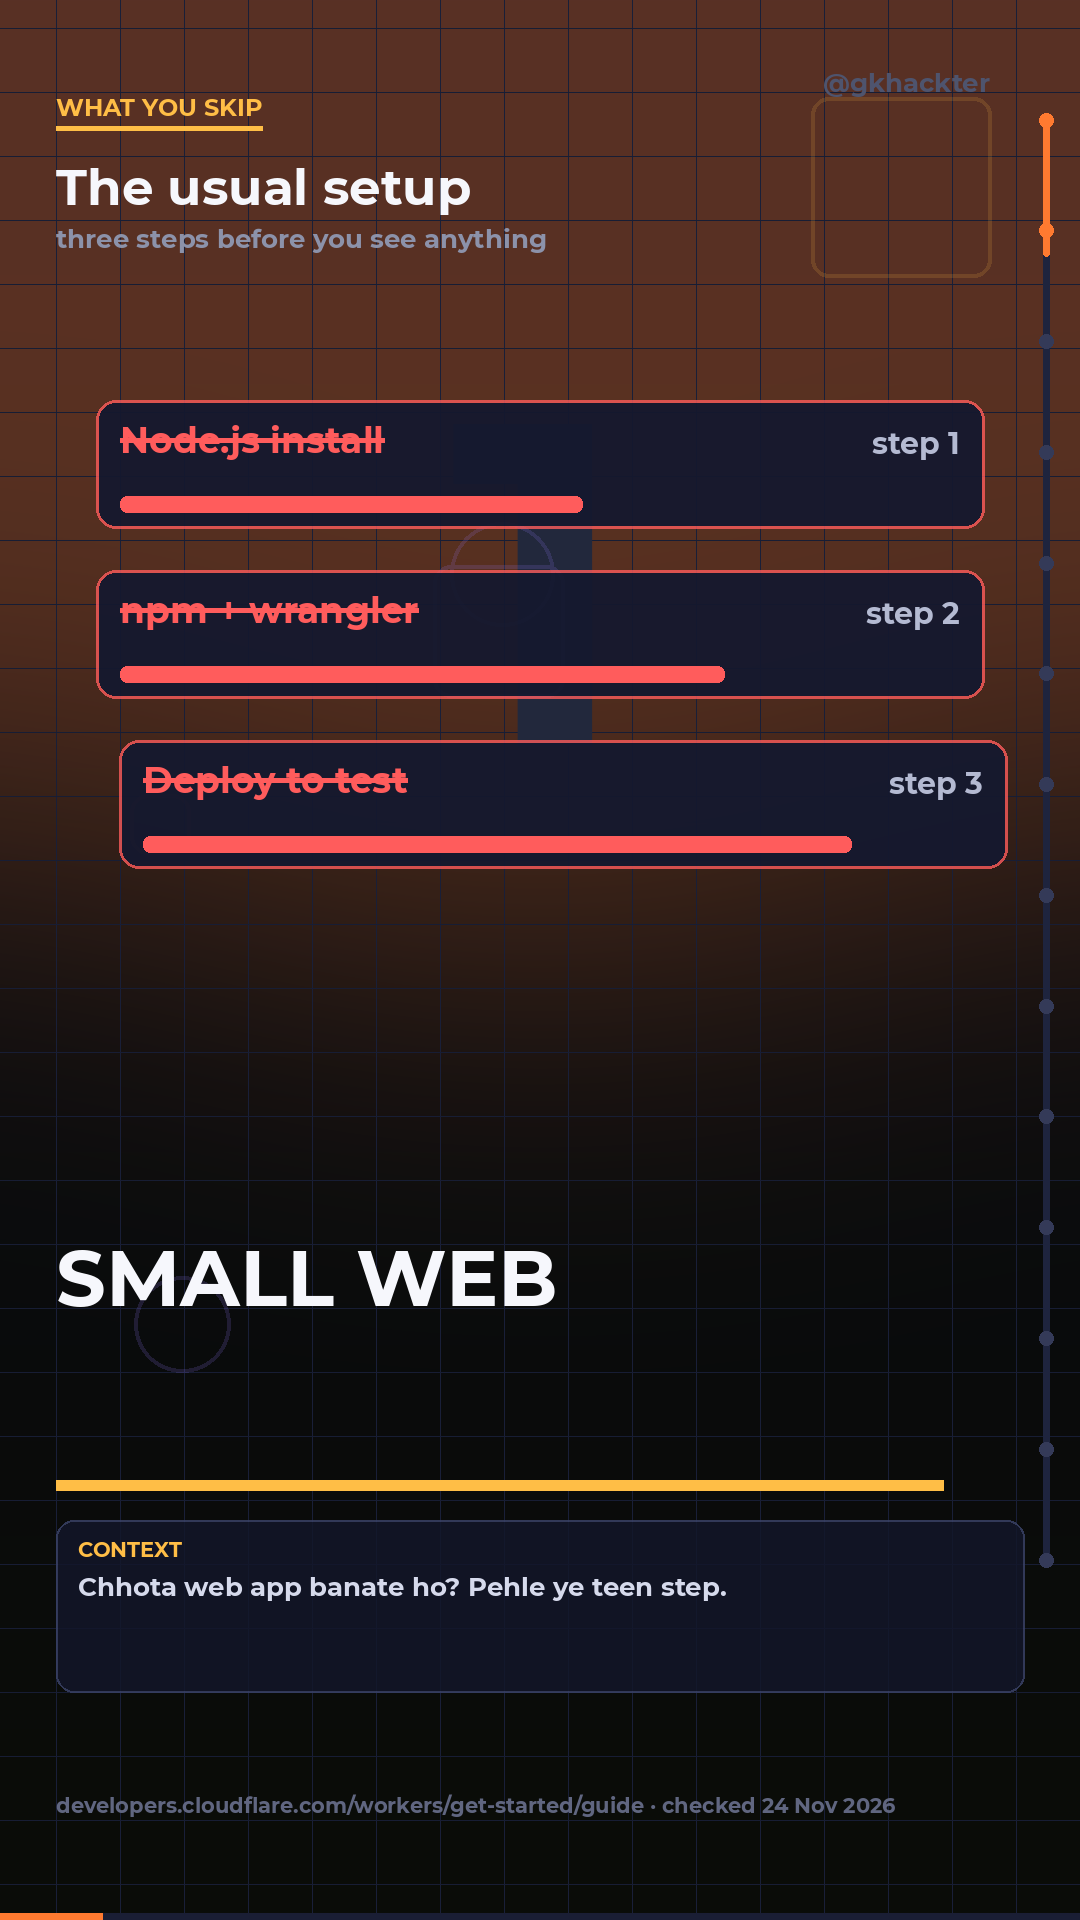 @gkhackter
WHAT YOU SKIP
The usual setup
three steps before you see anything
Node.js install
step 1
npm + wrangler
step 2
Deploy to test
step 3
SMALL WEB
CONTEXT
Chhota web app banate ho? Pehle ye teen step.
developers.cloudflare.com/workers/get-started/guide · checked 24 Nov 2026